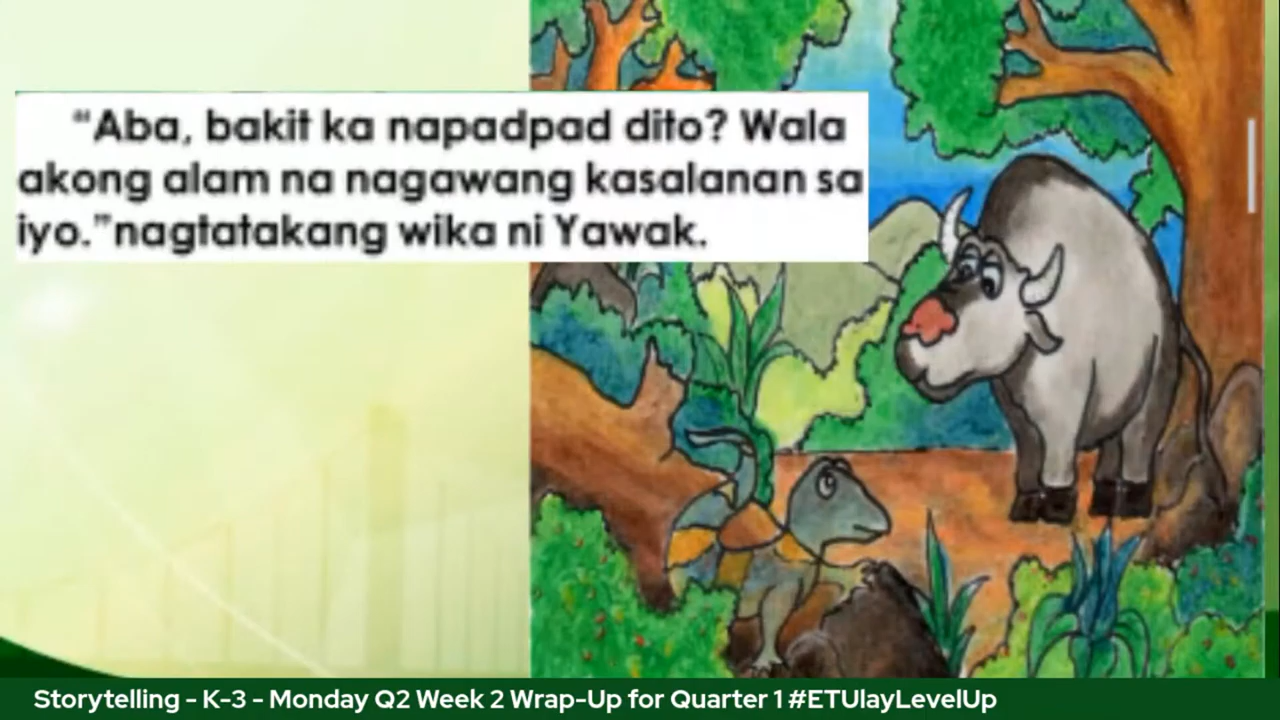 “Aba, bakit ka napadpad dito? Wala
akong alam na nagawang kasalanan sa
iyo.”nagtatakang wika ni Yawak.
Storytelling - K-3 - Monday Q2 Week 2 Wrap-Up for Quarter 1 #ETUlayLevelUp